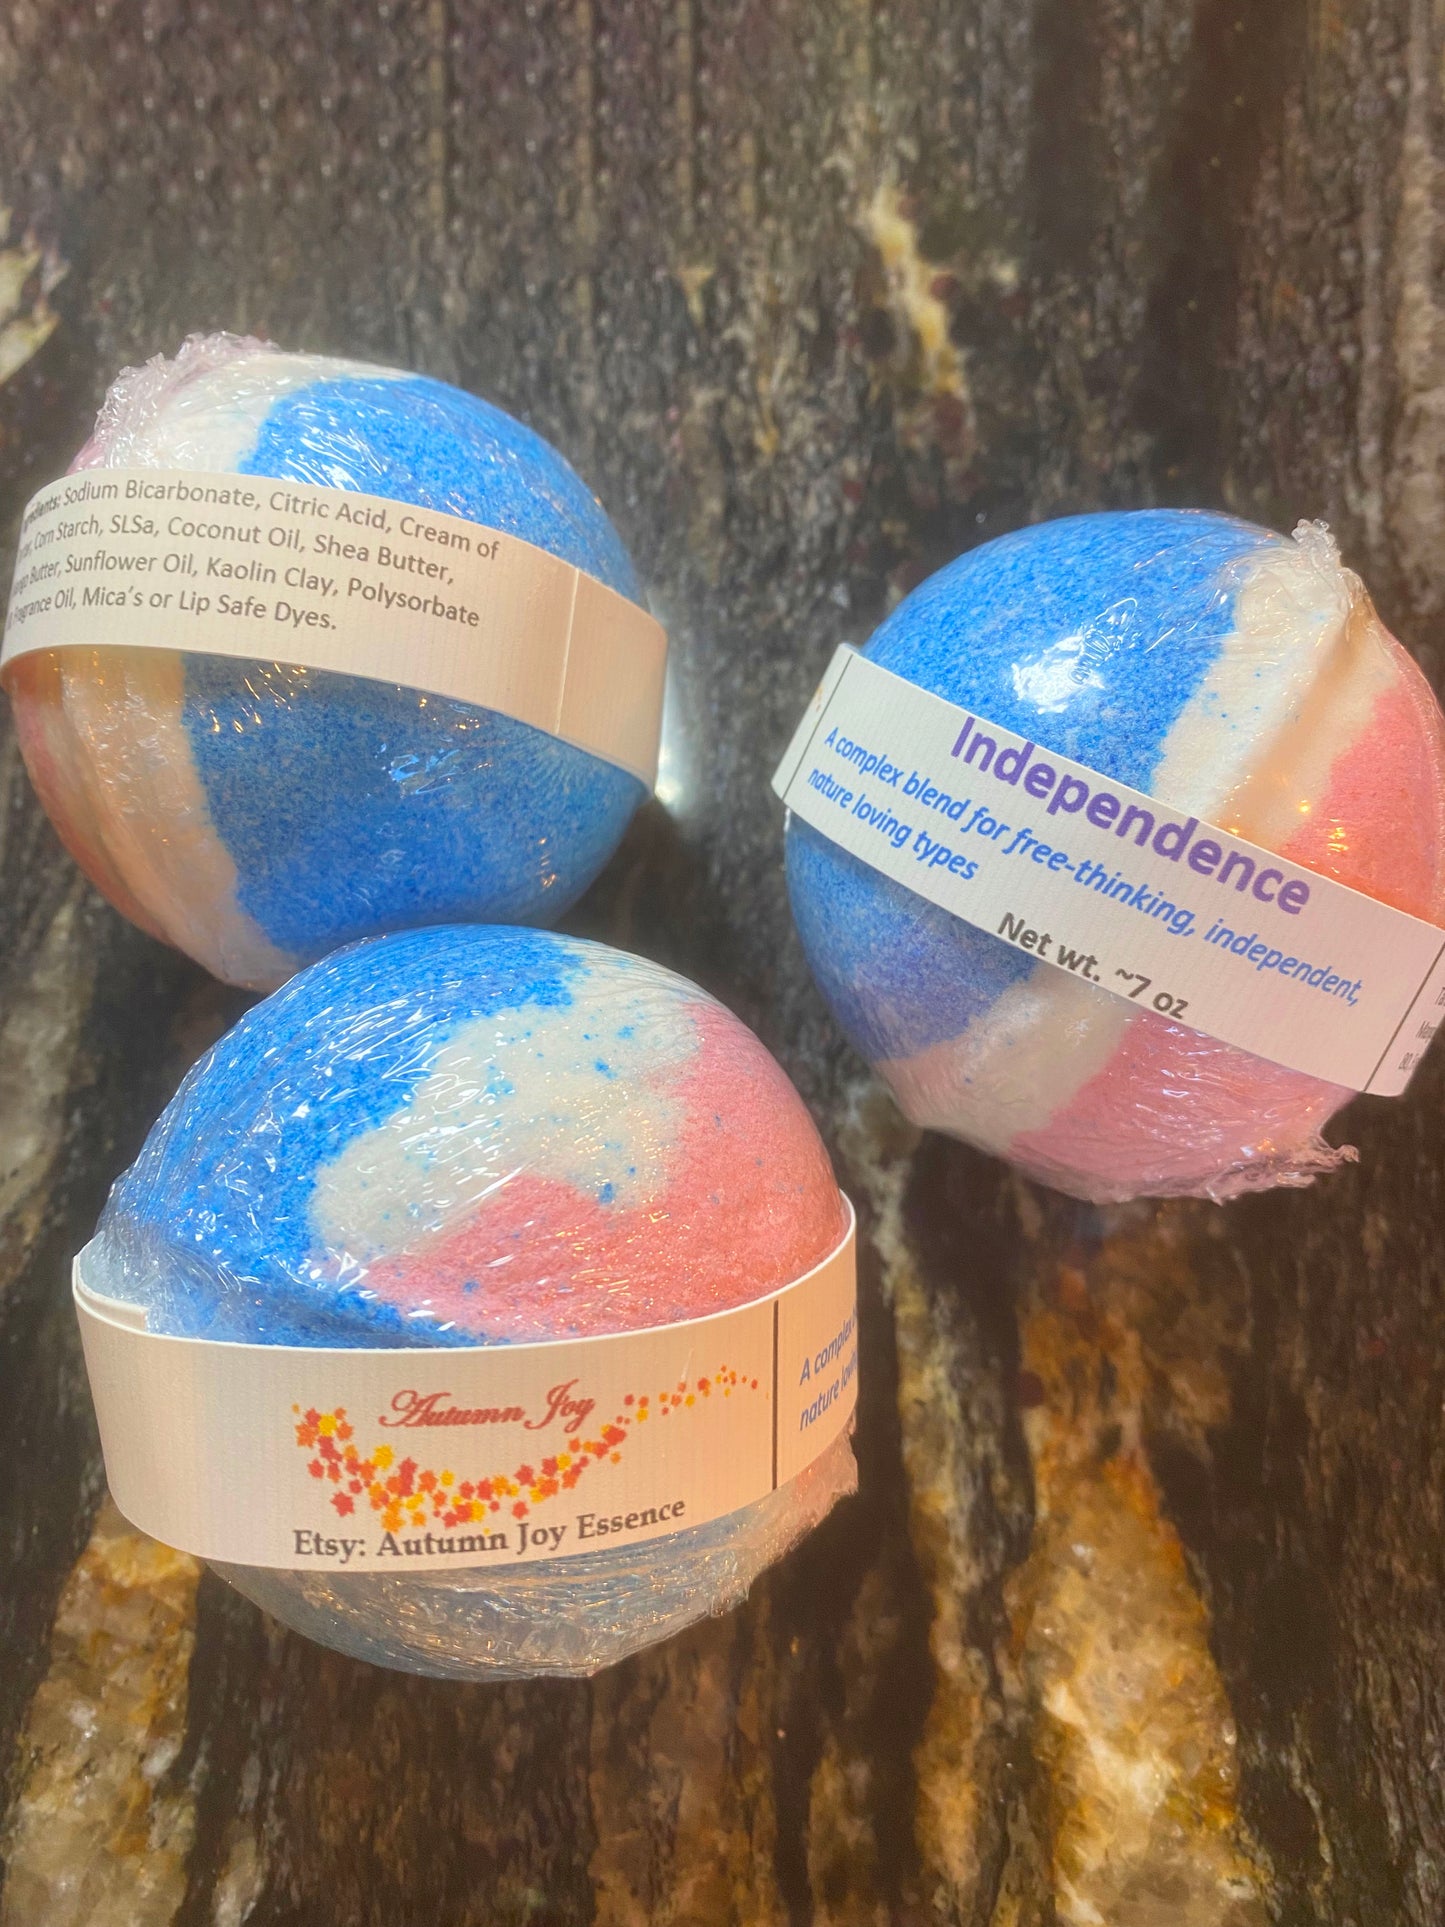 Sodium Bicarbonate, Citric Acid, Cream of
Corn Starch, SLSa, Coconut Oil, Shea Butter,
Butter, Sunflower Oil, Kaolin Clay, Polysorbate
Fragrance Oil, Mica's or Lip Safe Dyes.
Independence
A complex blend for free-thinking, independent,
nature loving types
Net wt. ~7 oz
Autumn Joy
Etsy: Autumn Joy Essence
A complex
nature